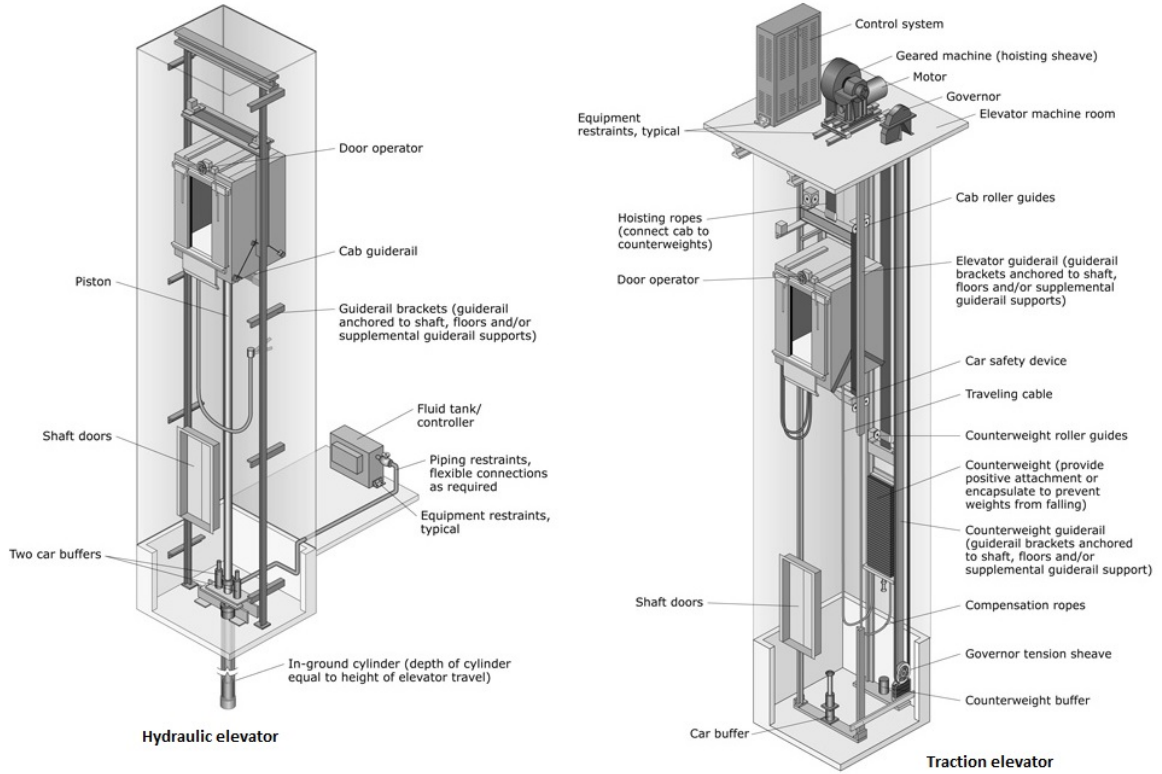 Door operator
Cab guiderail
Piston
Guiderail brackets (guiderail
anchored to shaft, floors and/or
supplemental guiderail supports)
Fluid tank/
controller
Shaft doors
Piping restraints,
flexible connections
as required
Equipment restraints,
typical
Two car buffers
In-ground cylinder (depth of cylinder
equal to height of elevator travel)
Hydraulic elevator
Control system
Geared machine (hoisting sheave)
Motor
Governor
Elevator machine room
Equipment
restraints, typical
Cab roller guides
Hoisting ropes
(connect cab to
counterweights)
Door operator
Elevator guiderail (guiderail
brackets anchored to shaft,
floors and/or supplemental
guiderail supports)
Car safety device
Traveling cable
Counterweight roller guides
Counterweight (provide
positive attachment or
encapsulate to prevent
weights from falling)
Counterweight guiderail
(guiderail brackets anchored
to shaft, floors and/or
supplemental guiderail support)
Shaft doors
Compensation ropes
Governor tension sheave
Counterweight buffer
Car buffer
Traction elevator